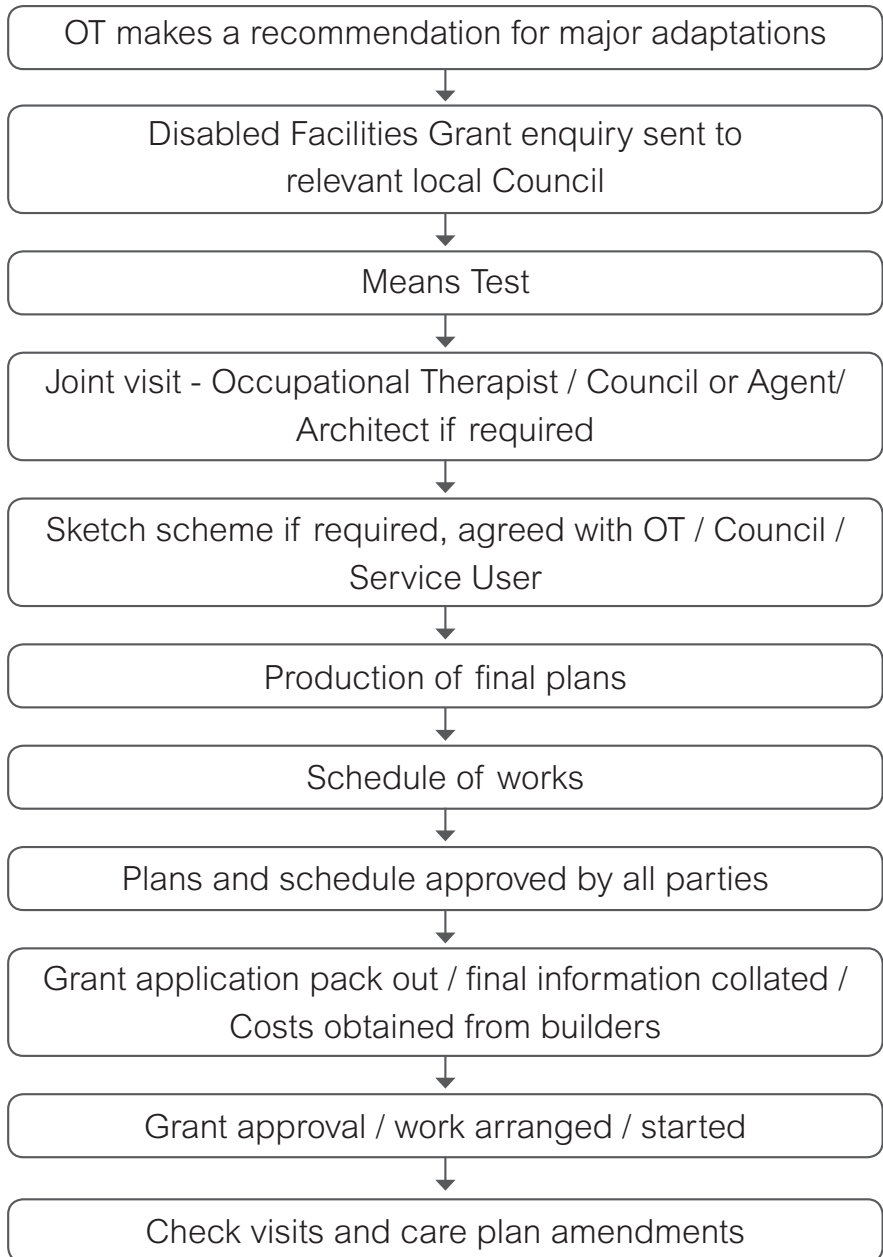 OT makes a recommendation for major adaptations
Disabled Facilities Grant enquiry sent to
relevant local Council
Means Test
Joint visit - Occupational Therapist / Council or Agent/
Architect if required
Sketch scheme if required, agreed with OT / Council /
Service User
Production of final plans
Schedule of works
Plans and schedule approved by all parties
Grant application pack out / final information collated /
Costs obtained from builders
Grant approval / work arranged / started
Check visits and care plan amendments